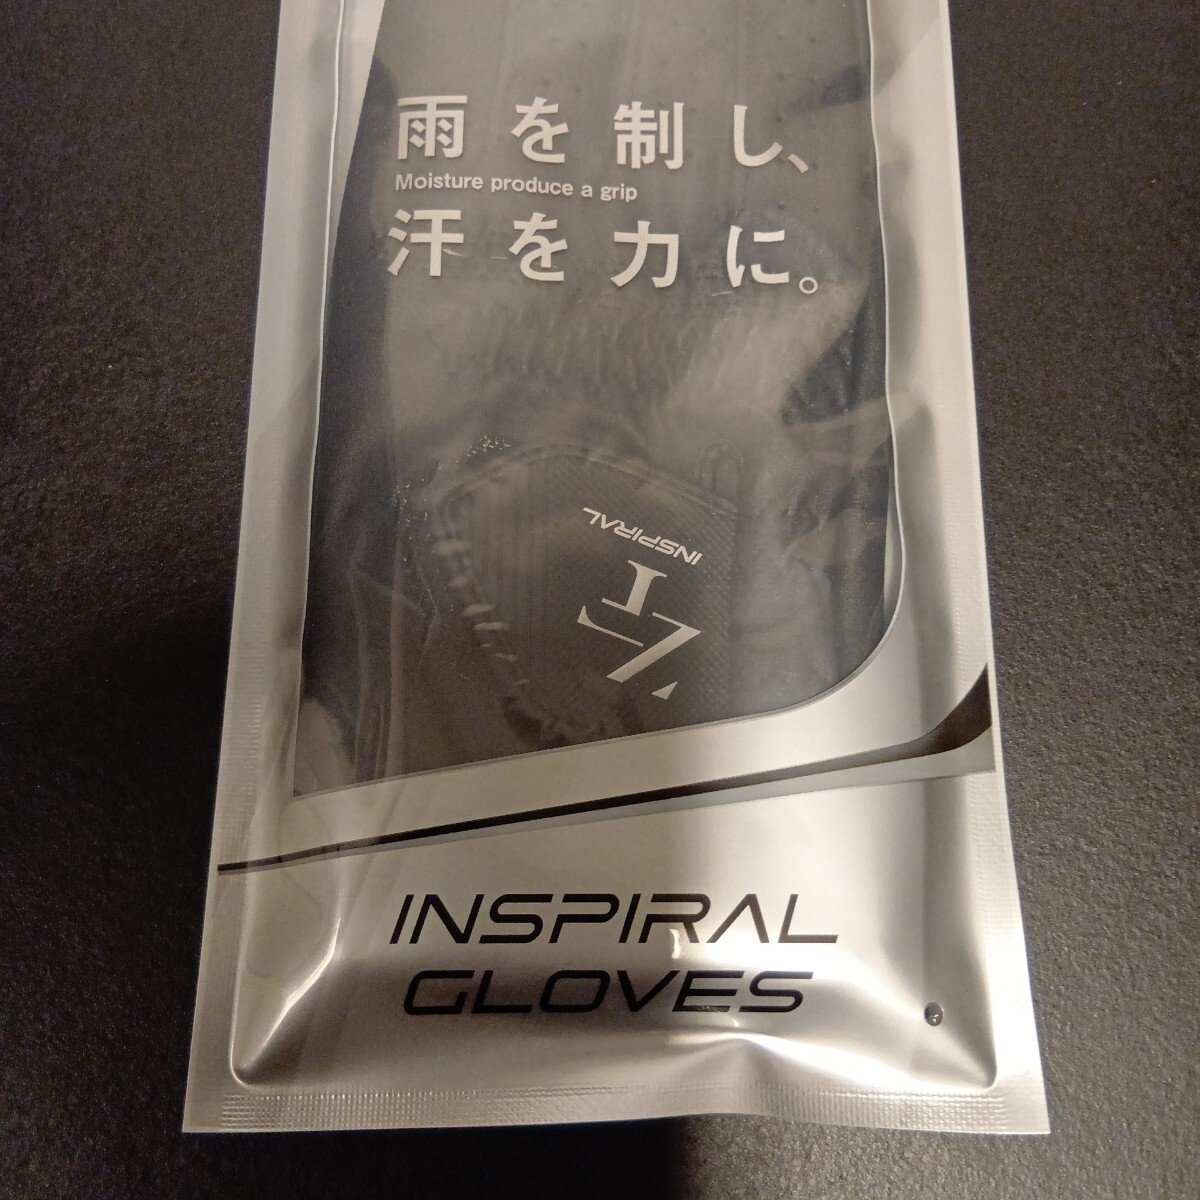 雨を制し、
Moisture produce a grip
汗を力に。
INSPIRAL
INSPIRAL
GLOVES